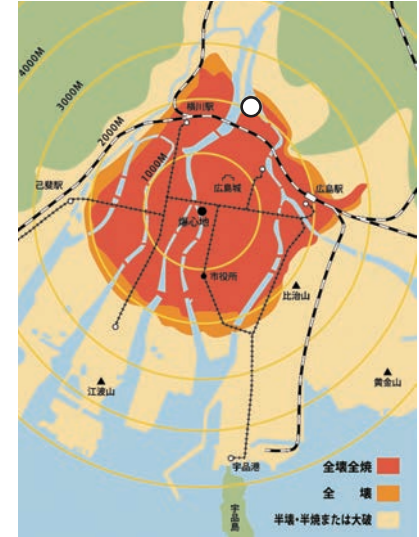 4000M
3000M
2000M
1000M
横川駅
己斐駅
広島城
広島駅
爆心地
市役所
比治山
江波山
黄金山
宇品港
宇品島
全壊全焼
全　壊
半壊・半焼または大破